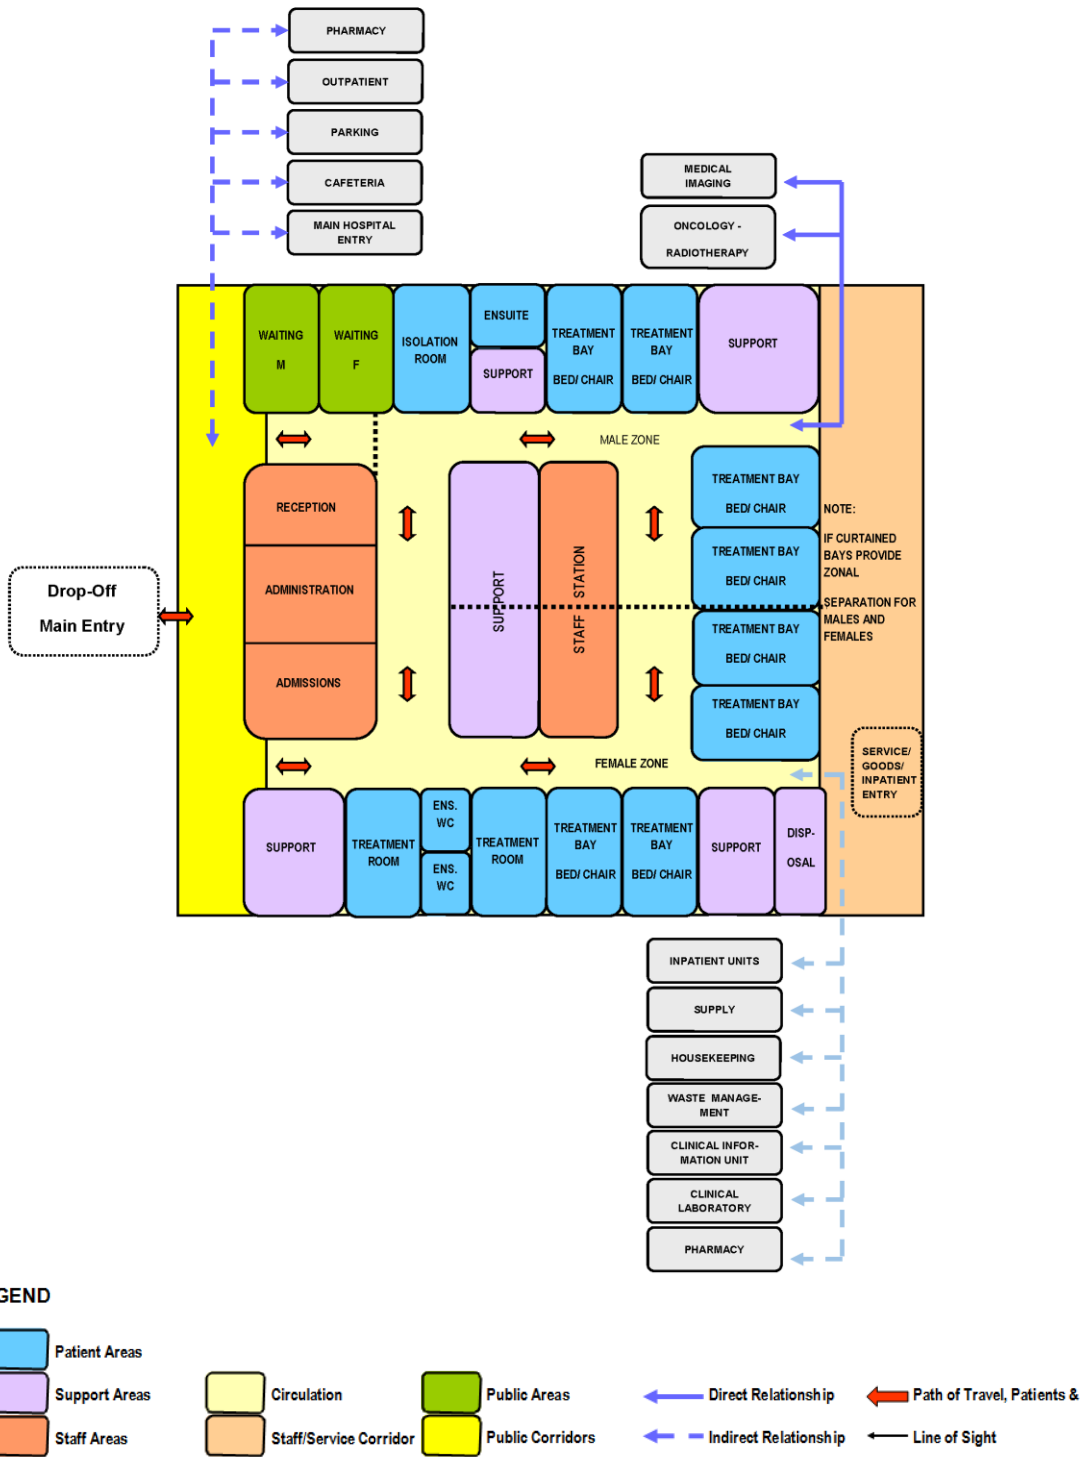 PHARMACY
OUTPATIENT
PARKING
CAFETERIA
MAIN HOSPITAL
ENTRY
MEDICAL
IMAGING
ONCOLOGY -
RADIOTHERAPY
WAITING
M
WAITING
F
ISOLATION
ROOM
ENSUITE
SUPPORT
TREATMENT
BAY
BED/ CHAIR
TREATMENT
BAY
BED/ CHAIR
SUPPORT
MALE ZONE
RECEPTION
ADMINISTRATION
ADMISSIONS
SUPPORT
STAFF STATION
TREATMENT BAY
BED/ CHAIR
TREATMENT BAY
BED/ CHAIR
TREATMENT BAY
BED/ CHAIR
TREATMENT BAY
BED/ CHAIR
NOTE:
IF CURTAINED
BAYS PROVIDE
ZONAL
SEPARATION FOR
MALES AND
FEMALES
Drop-Off
Main Entry
FEMALE ZONE
SERVICE/
GOODS/
INPATIENT
ENTRY
SUPPORT
TREATMENT
ROOM
ENS.
WC
ENS.
WC
TREATMENT
ROOM
TREATMENT
BAY
BED/ CHAIR
TREATMENT
BAY
BED/ CHAIR
SUPPORT
DISP-
OSAL
INPATIENT UNITS
SUPPLY
HOUSEKEEPING
WASTE MANAGE-
MENT
CLINICAL INFOR-
MATION UNIT
CLINICAL
LABORATORY
PHARMACY
GEND
Patient Areas
Support Areas
Circulation
Public Areas
Direct Relationship
Path of Travel, Patients &
Staff Areas
Staff/Service Corridor
Public Corridors
Indirect Relationship
Line of Sight